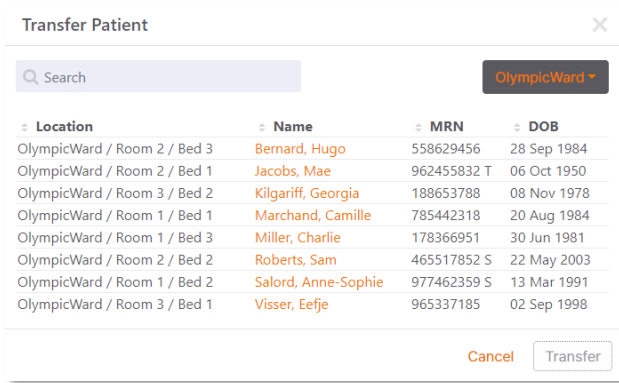 Transfer Patient
Search
OlympicWard
Location Name MRN DOB
OlympicWard / Room 2 / Bed 3 Bernard, Hugo 558629456 28 Sep 1984
OlympicWard / Room 2 / Bed 1 Jacobs, Mae 962455832 T 06 Oct 1950
OlympicWard / Room 3 / Bed 2 Kilgariff, Georgia 188653788 08 Nov 1978
OlympicWard / Room 1 / Bed 1 Marchand, Camille 785442318 20 Aug 1984
OlympicWard / Room 1 / Bed 3 Miller, Charlie 178366951 30 Jun 1981
OlympicWard / Room 2 / Bed 2 Roberts, Sam 465517852 S 22 May 2003
OlympicWard / Room 1 / Bed 2 Salord, Anne-Sophie 977462359 S 13 Mar 1991
OlympicWard / Room 3 / Bed 1 Visser, Eefje 965337185 02 Sep 1998
Cancel Transfer